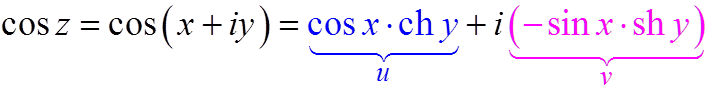 cos z = cos(x + iy) = cos x · ch y + i (−sin x · sh y)
u v